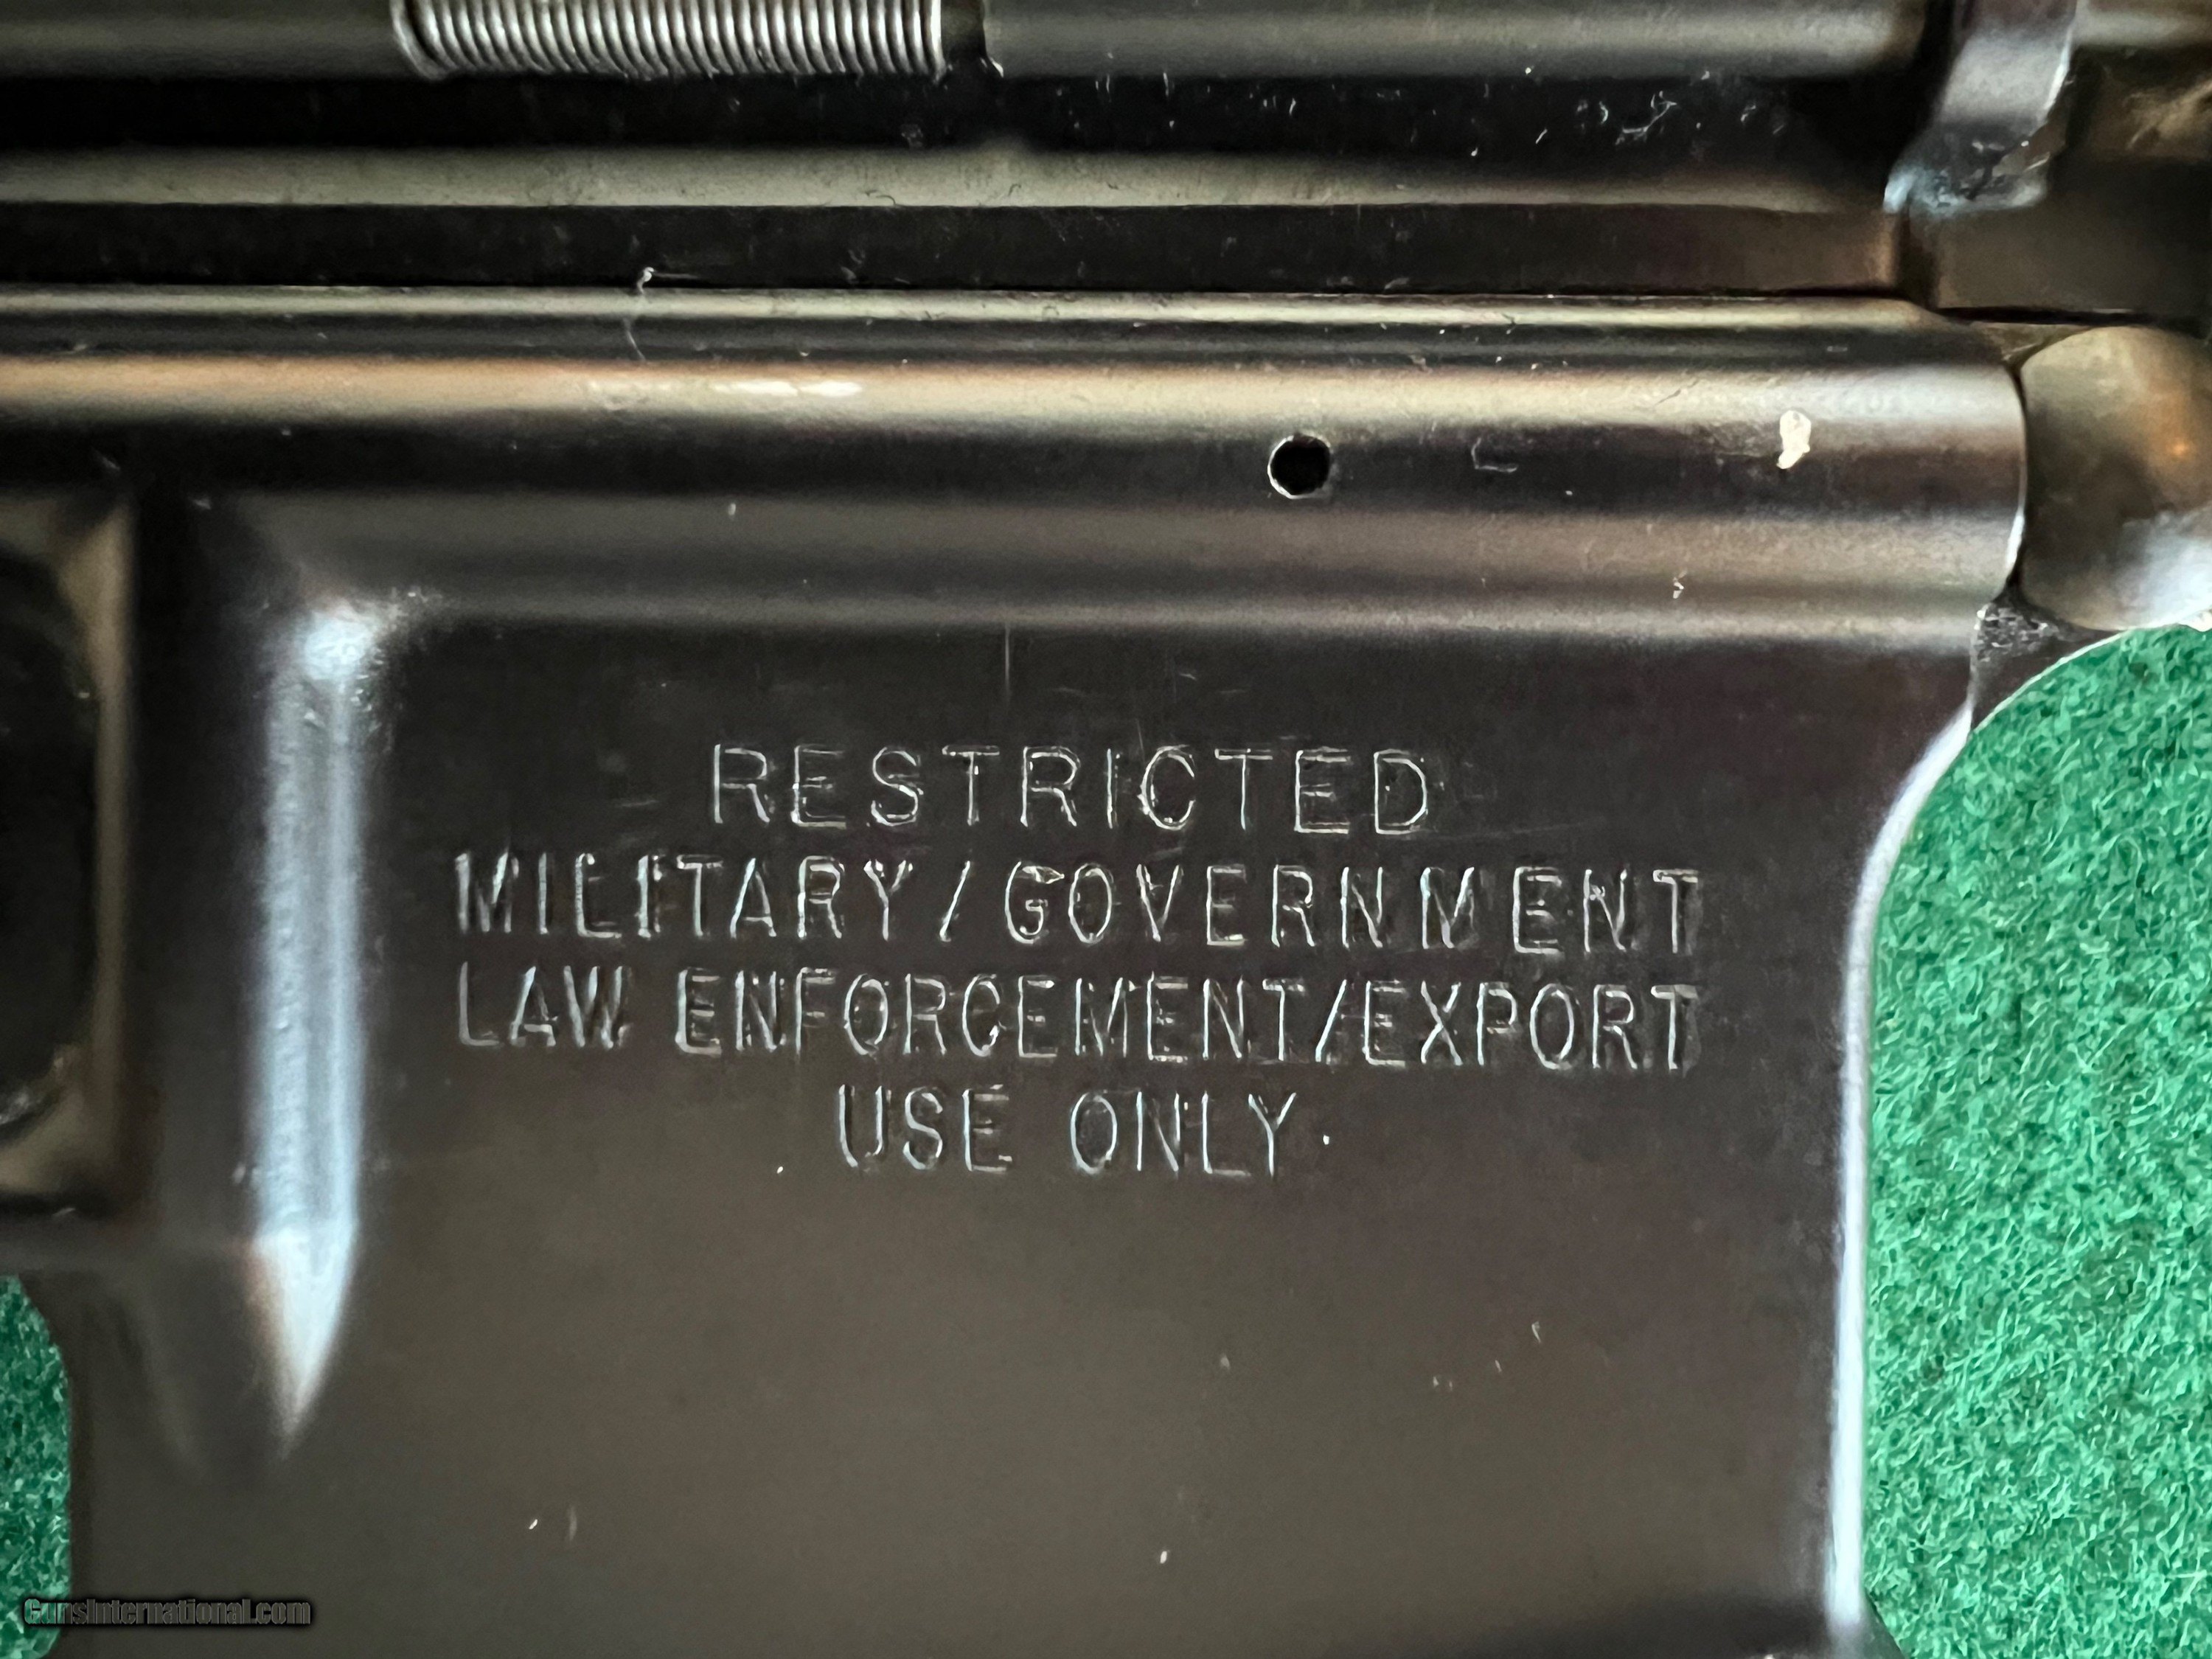 RESTRICTED
MILITARY/GOVERNMENT
LAW ENFORCEMENT/EXPORT
USE ONLY.
GunsInternational.com